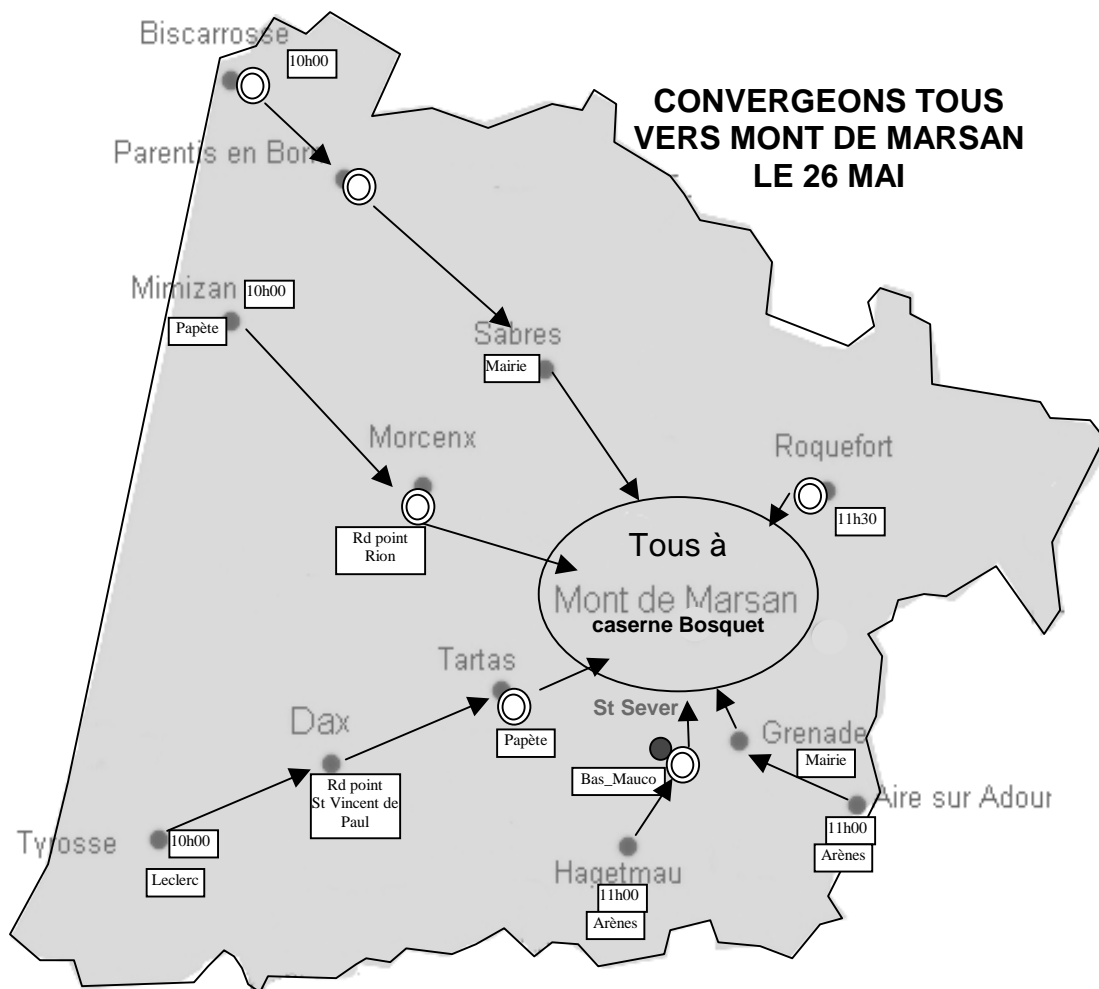 Biscarrosse
10h00
CONVERGEONS TOUS
VERS MONT DE MARSAN
LE 26 MAI
Parentis en Born
Mimizan
10h00
Papète
Sabres
Mairie
Morcenx
Rd point
Rion
Roquefort
11h30
Tous à
Mont de Marsan
caserne Bosquet
Tartas
Papète
St Sever
Bas_Mauco
Grenade
Mairie
Dax
Rd point
St Vincent de
Paul
Aire sur Adour
11h00
Arènes
Tyrosse
10h00
Leclerc
Hagetmau
11h00
Arènes